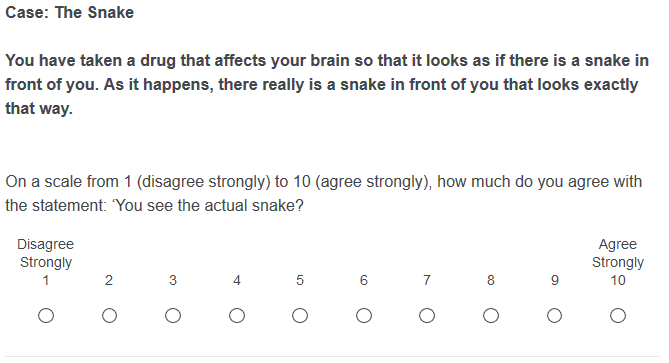 Case: The Snake
You have taken a drug that affects your brain so that it looks as if there is a snake in
front of you. As it happens, there really is a snake in front of you that looks exactly
that way.
On a scale from 1 (disagree strongly) to 10 (agree strongly), how much do you agree with
the statement: ‘You see the actual snake?
Disagree Agree
Strongly Strongly
1 2 3 4 5 6 7 8 9 10